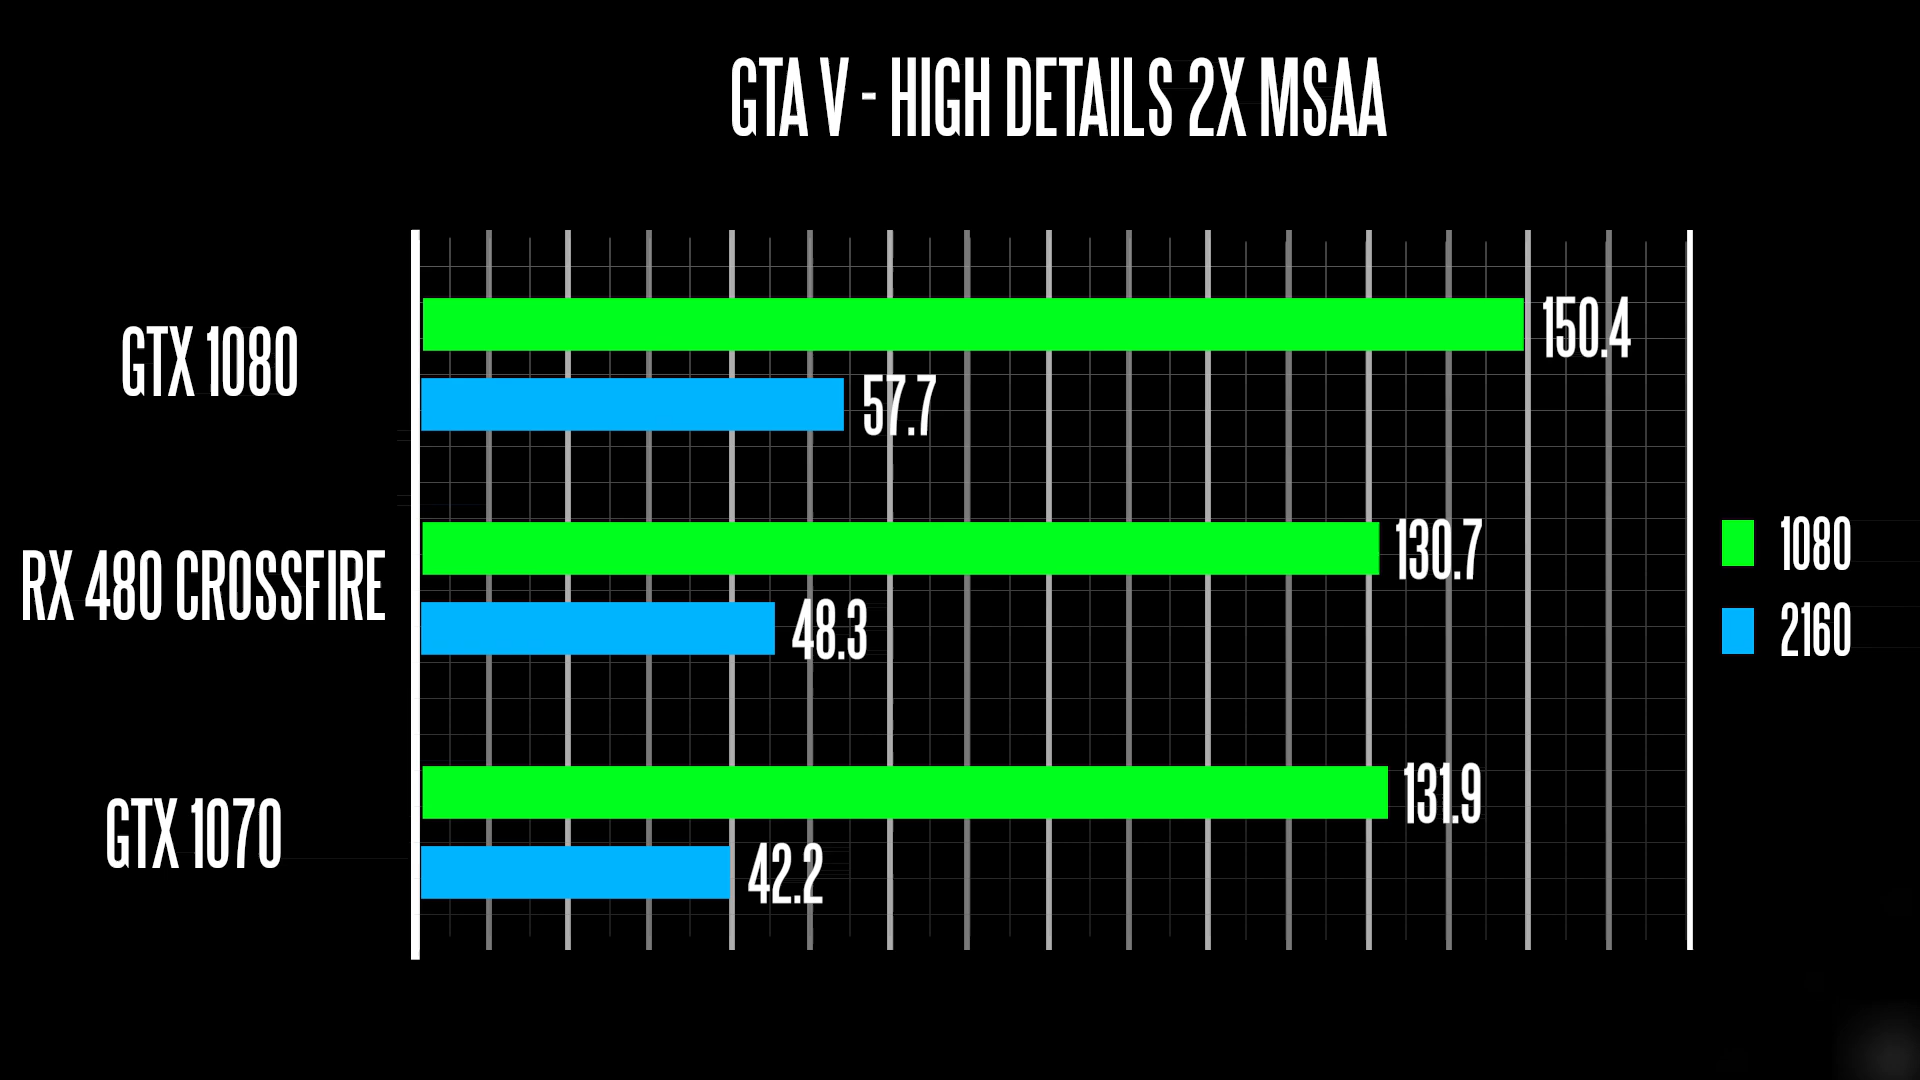 GTA V - HIGH DETAILS 2X MSAA
GTX 1080
150.4
57.7
RX 480 CROSSFIRE
130.7
48.3
GTX 1070
131.9
42.2
1080
2160